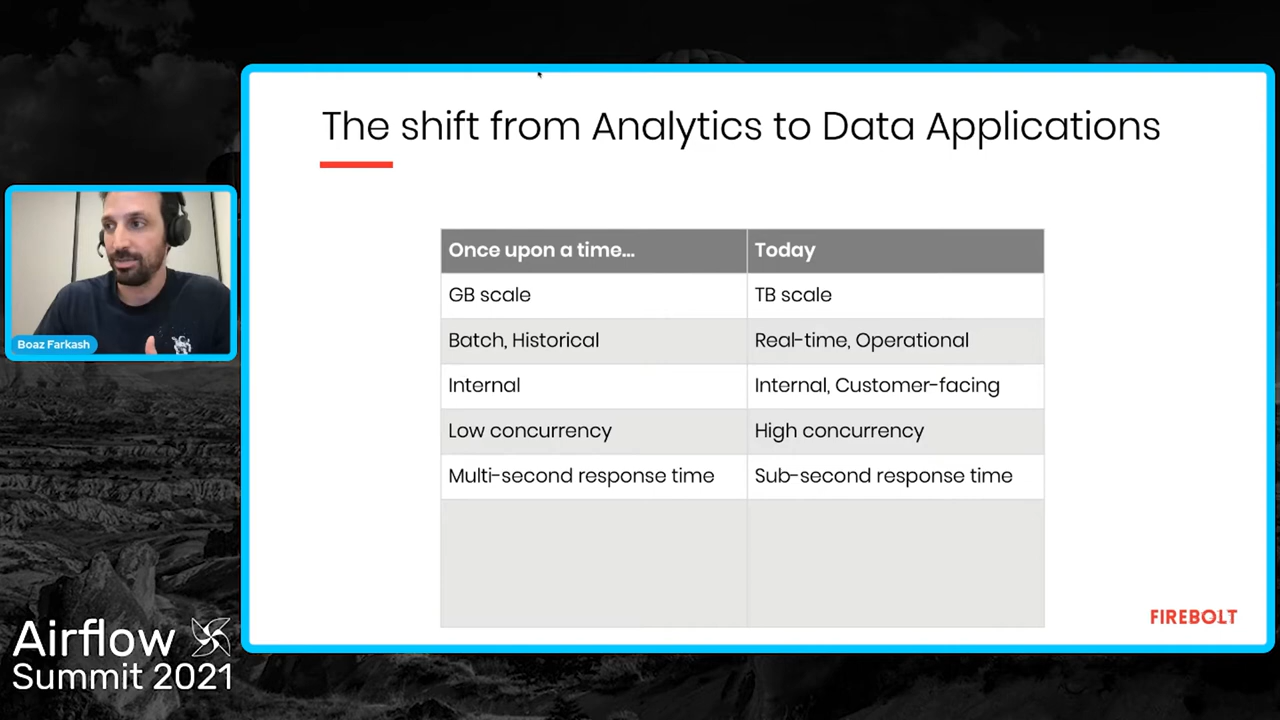 The shift from Analytics to Data Applications
Once upon a time... Today
GB scale TB scale
Batch, Historical Real-time, Operational
Internal Internal, Customer-facing
Low concurrency High concurrency
Multi-second response time Sub-second response time
FIREBOLT
Boaz Farkash
Airflow
Summit 2021